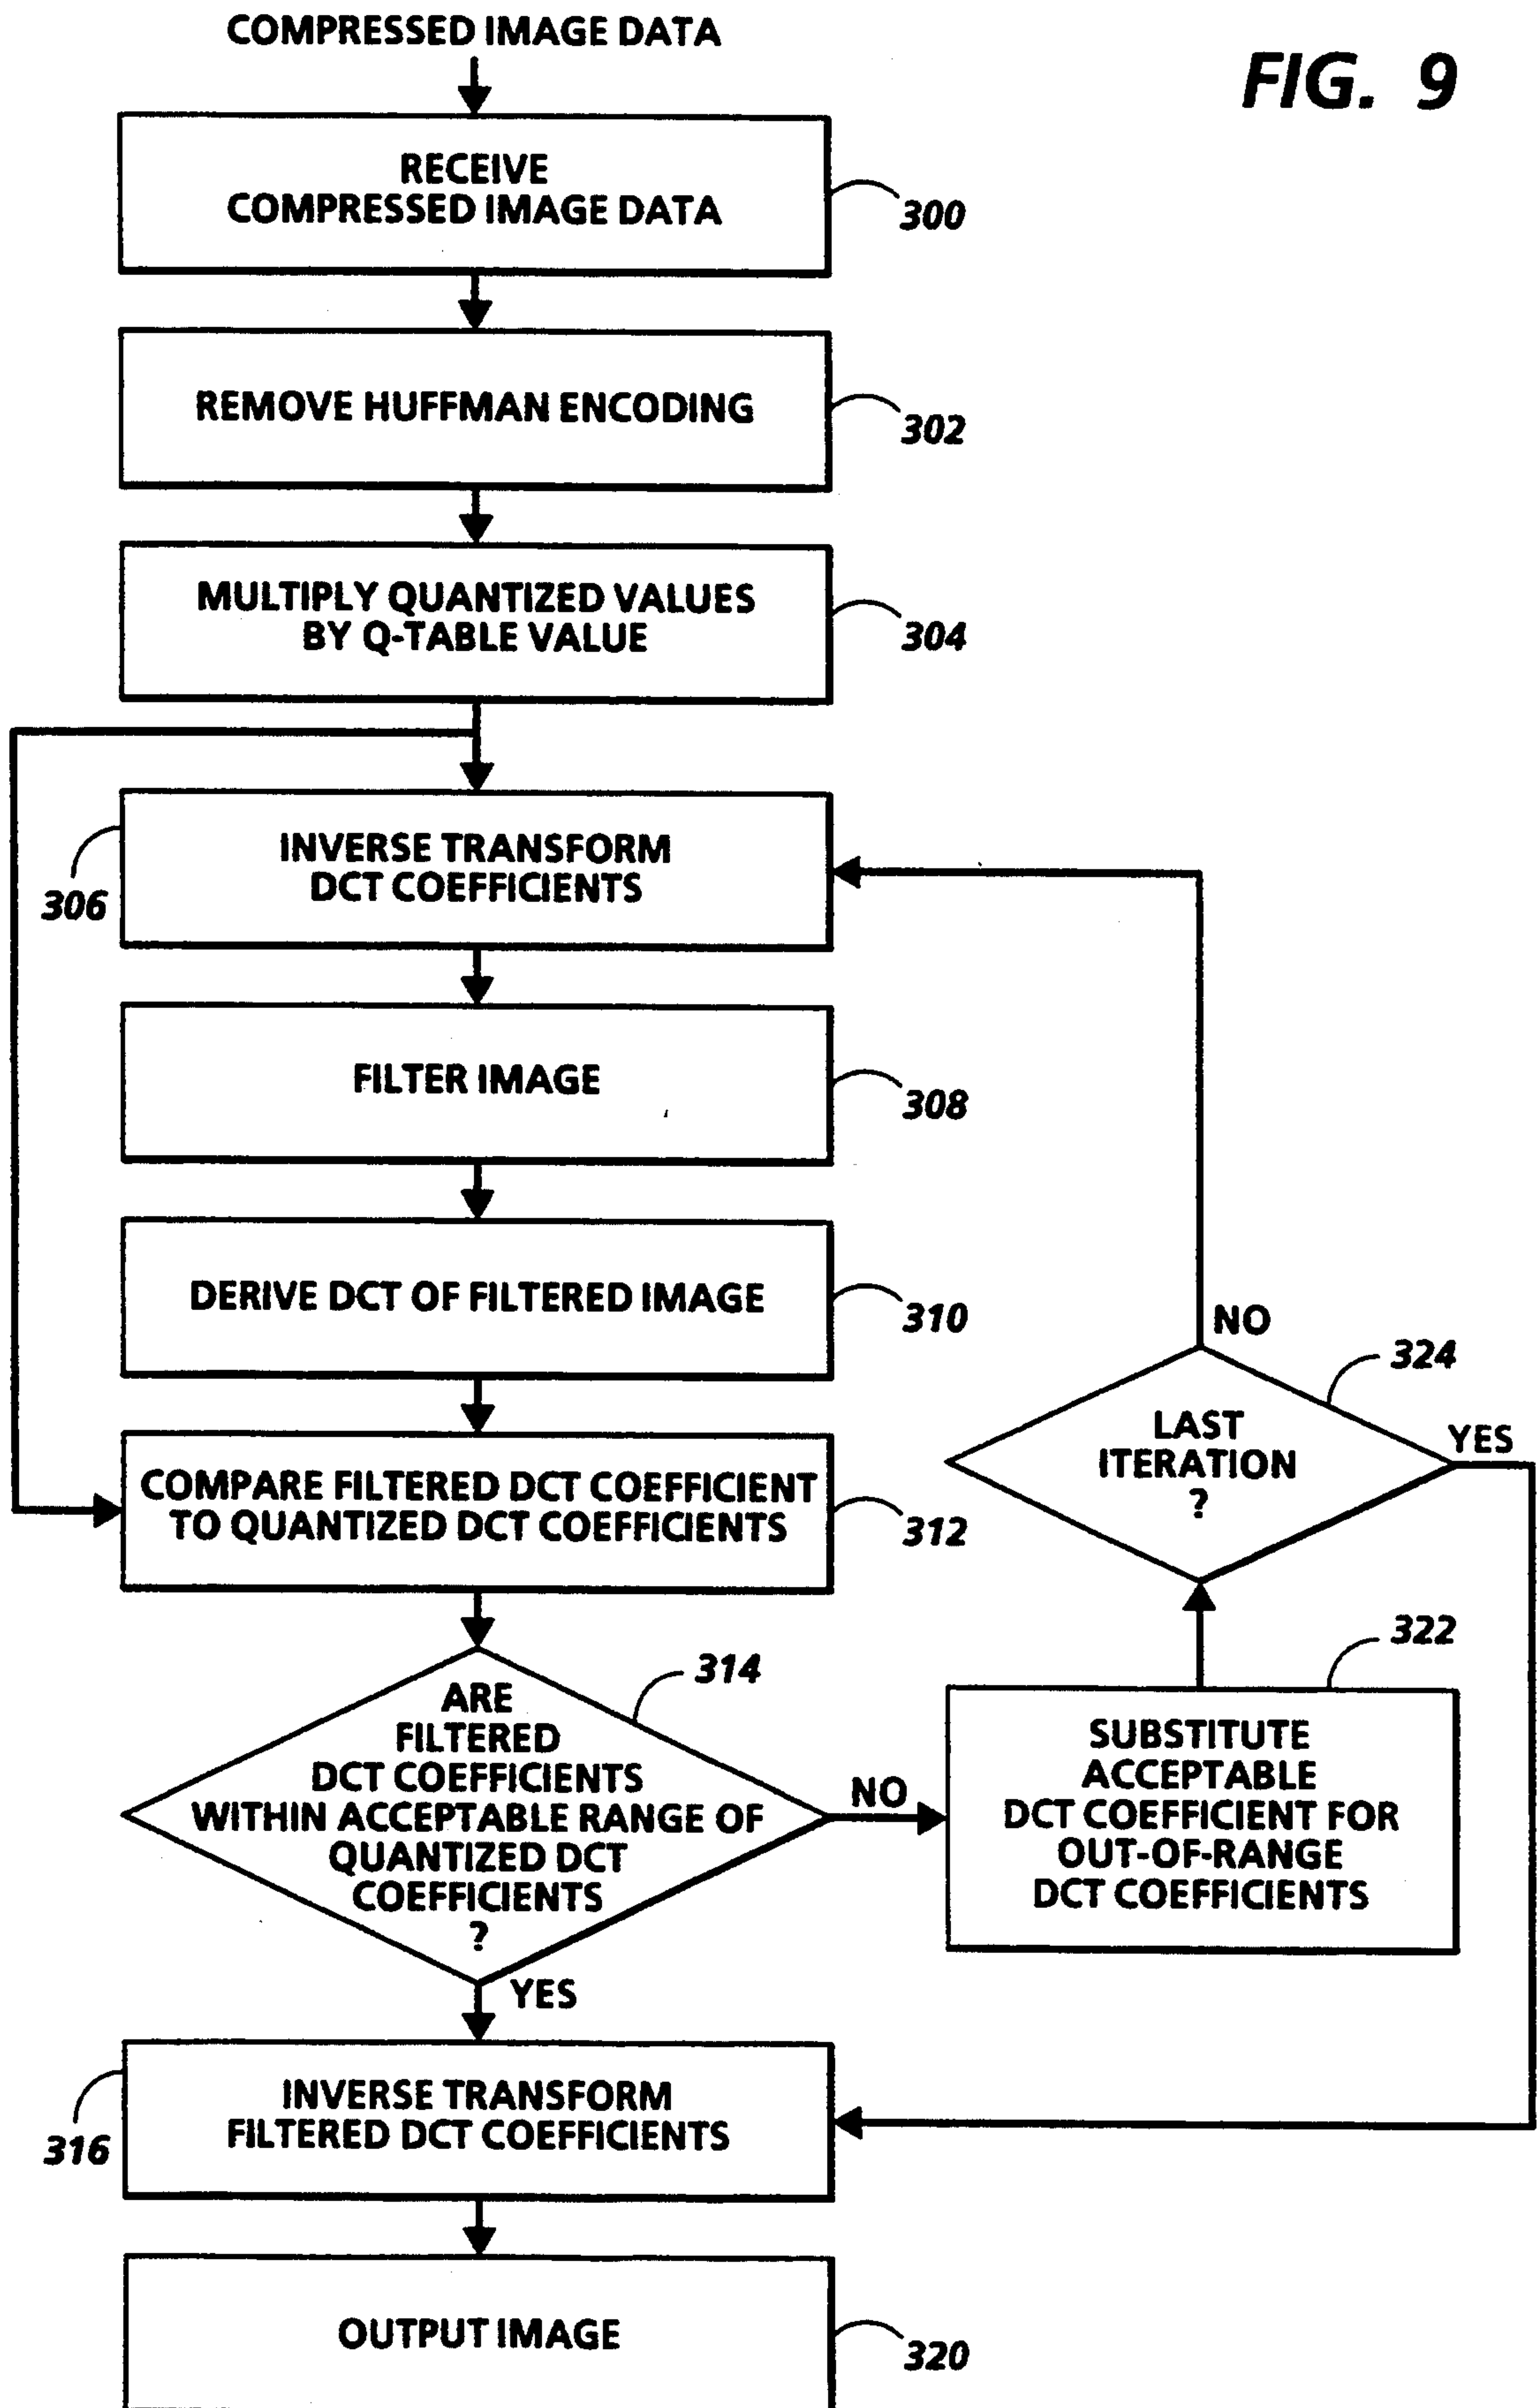 COMPRESSED IMAGE DATA
FIG. 9
RECEIVE
COMPRESSED IMAGE DATA
300
REMOVE HUFFMAN ENCODING
302
MULTIPLY QUANTIZED VALUES
BY Q-TABLE VALUE
304
INVERSE TRANSFORM
DCT COEFFICIENTS
306
FILTER IMAGE
308
DERIVE DCT OF FILTERED IMAGE
310
COMPARE FILTERED DCT COEFFICIENT
TO QUANTIZED DCT COEFFICIENTS
312
ARE
FILTERED
DCT COEFFICIENTS
WITHIN ACCEPTABLE RANGE OF
QUANTIZED DCT
COEFFICIENTS
?
314
NO
YES
SUBSTITUTE
ACCEPTABLE
DCT COEFFICIENT FOR
OUT-OF-RANGE
DCT COEFFICIENTS
322
LAST
ITERATION
?
324
NO
YES
INVERSE TRANSFORM
FILTERED DCT COEFFICIENTS
316
OUTPUT IMAGE
320